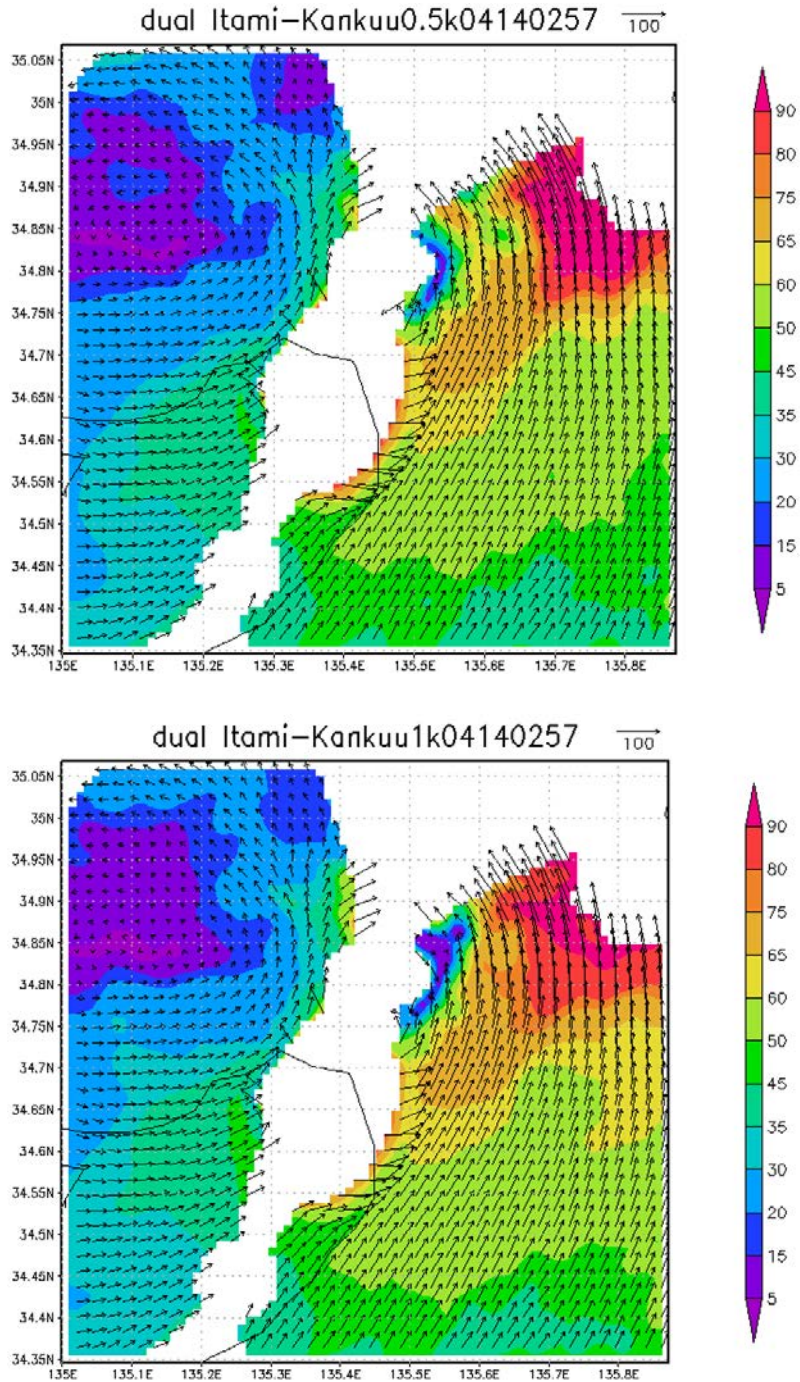 dual Itami-Kankuu0.5k04140257
100
35.05N
35N
34.95N
34.9N
34.85N
34.8N
34.75N
34.7N
34.65N
34.6N
34.55N
34.5N
34.45N
34.4N
34.35N
135E 135.1E 135.2E 135.3E 135.4E 135.5E 135.6E 135.7E 135.8E
90
80
75
65
60
50
45
35
30
20
15
5
dual Itami-Kankuu1k04140257
100
35.05N
35N
34.95N
34.9N
34.85N
34.8N
34.75N
34.7N
34.65N
34.6N
34.55N
34.5N
34.45N
34.4N
34.35N
135E 135.1E 135.2E 135.3E 135.4E 135.5E 135.6E 135.7E 135.8E
90
80
75
65
60
50
45
35
30
20
15
5